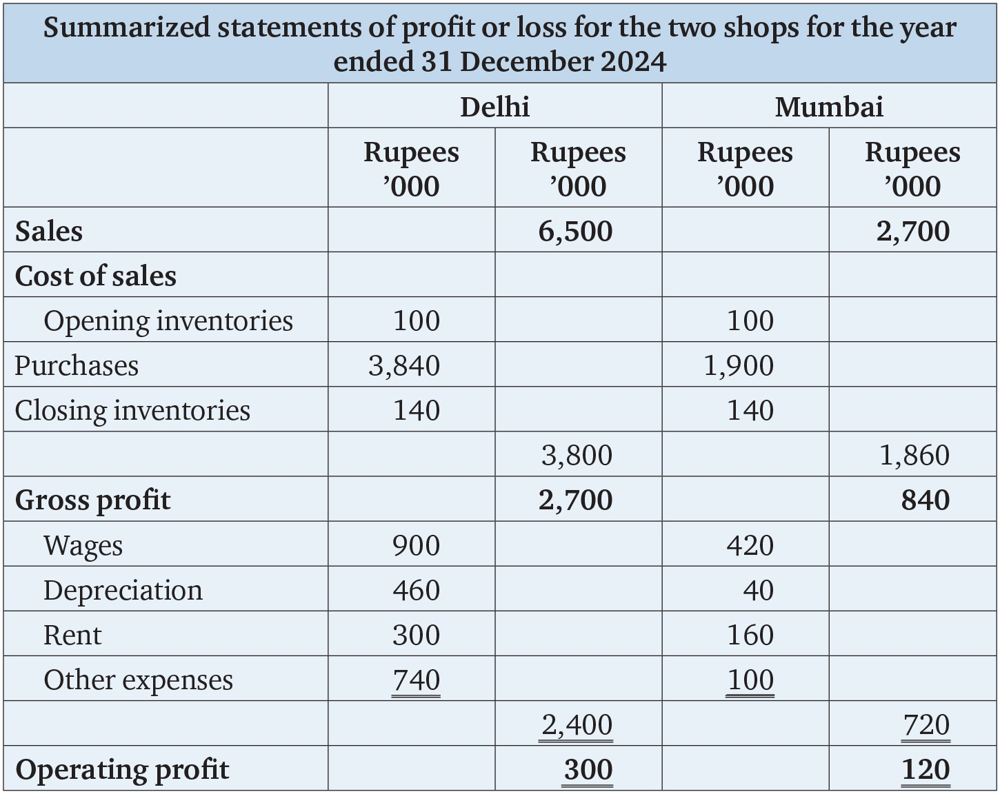 Summarized statements of profit or loss for the two shops for the year
ended 31 December 2024
Delhi Mumbai
Rupees Rupees Rupees Rupees
’000 ’000 ’000 ’000
Sales 6,500 2,700
Cost of sales
Opening inventories 100 100
Purchases 3,840 1,900
Closing inventories 140 140
3,800 1,860
Gross profit 2,700 840
Wages 900 420
Depreciation 460 40
Rent 300 160
Other expenses 740 100
2,400 720
Operating profit 300 120